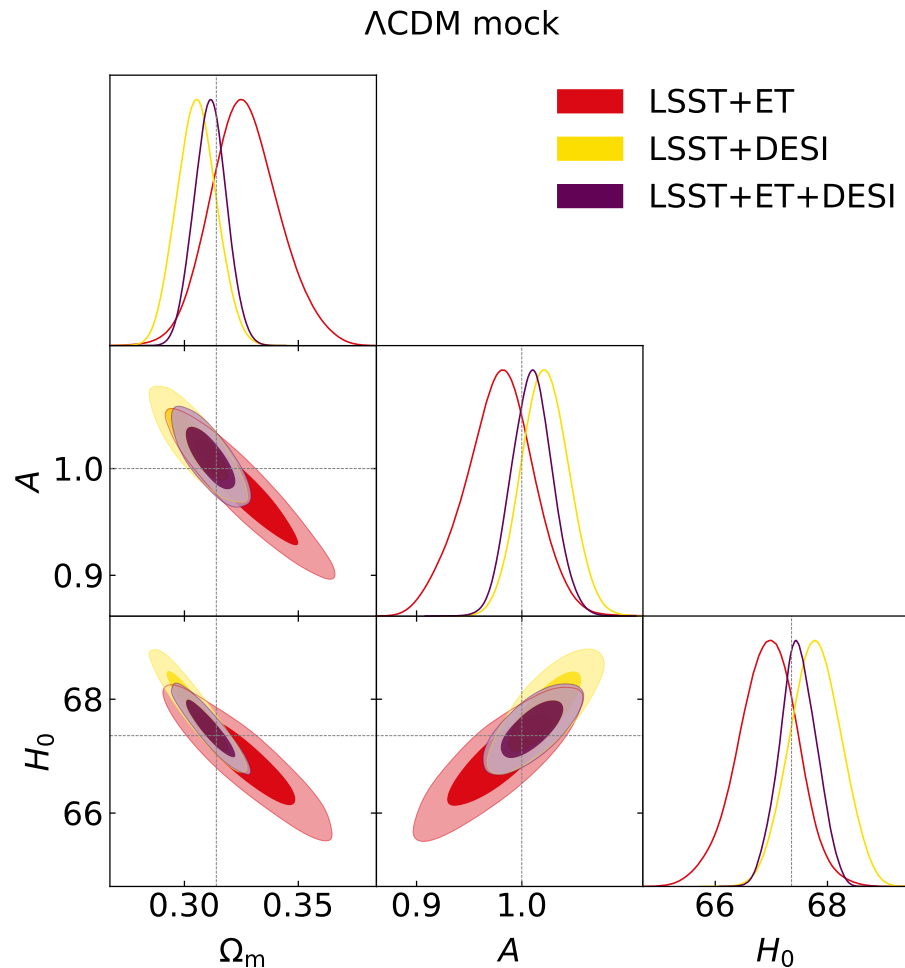 ΛCDM mock
LSST+ET
LSST+DESI
LSST+ET+DESI
A
1.0
0.9
H₀
68
66
0.30 0.35 0.9 1.0 66 68
Ωₘ A H₀